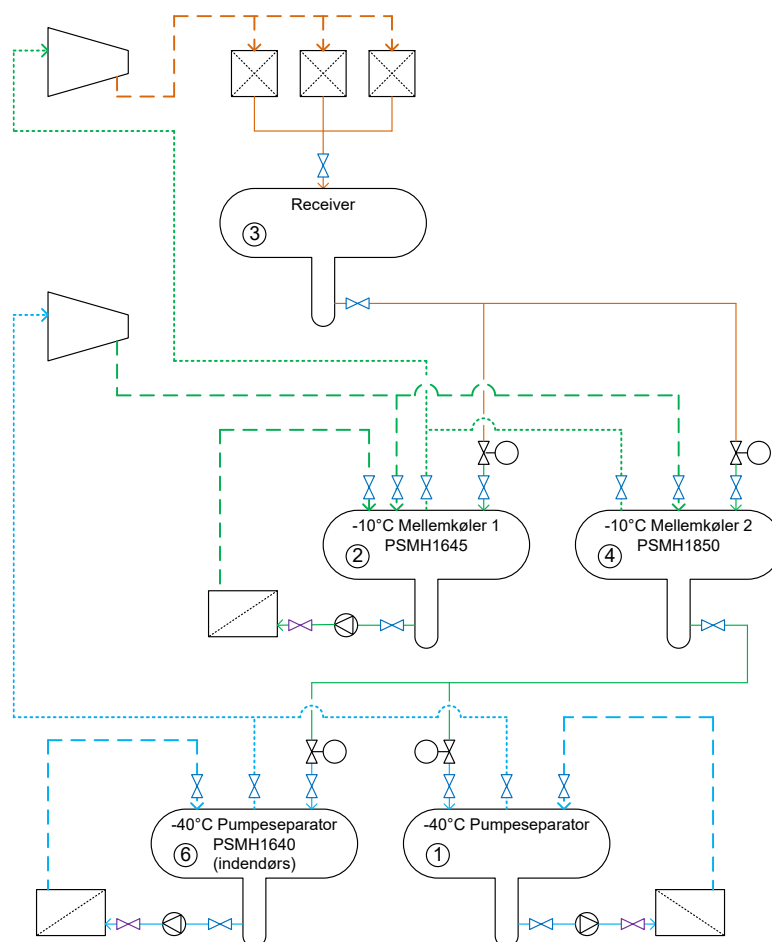 Receiver
3
-10°C Mellemkøler 1
PSMH1645
2
-10°C Mellemkøler 2
PSMH1850
4
-40°C Pumpeseparator
PSMH1640
(indendørs)
6
-40°C Pumpeseparator
1